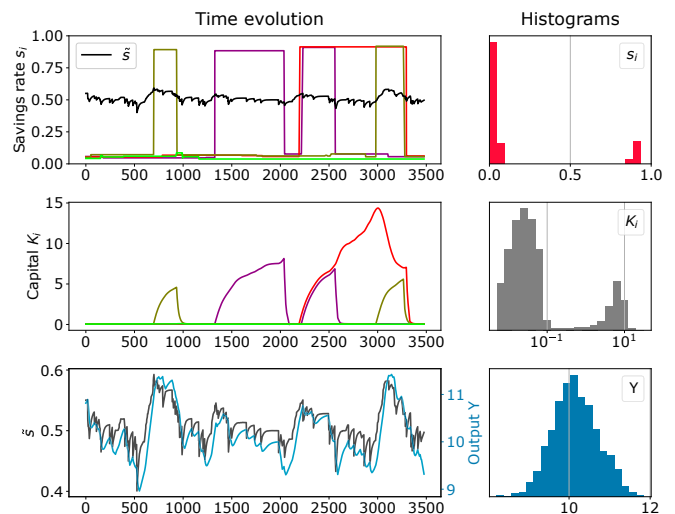 Time evolution
Histograms
Savings rate s_i
1.00
0.75
0.50
0.25
0.00
s̃
0 500 1000 1500 2000 2500 3000 3500
s_i
0.0 0.5 1.0
Capital K_i
15
10
5
0
0 500 1000 1500 2000 2500 3000 3500
K_i
10⁻¹ 10¹
s̃
0.6
0.5
0.4
11
10
9
Output Y
0 500 1000 1500 2000 2500 3000 3500
Y
10 12